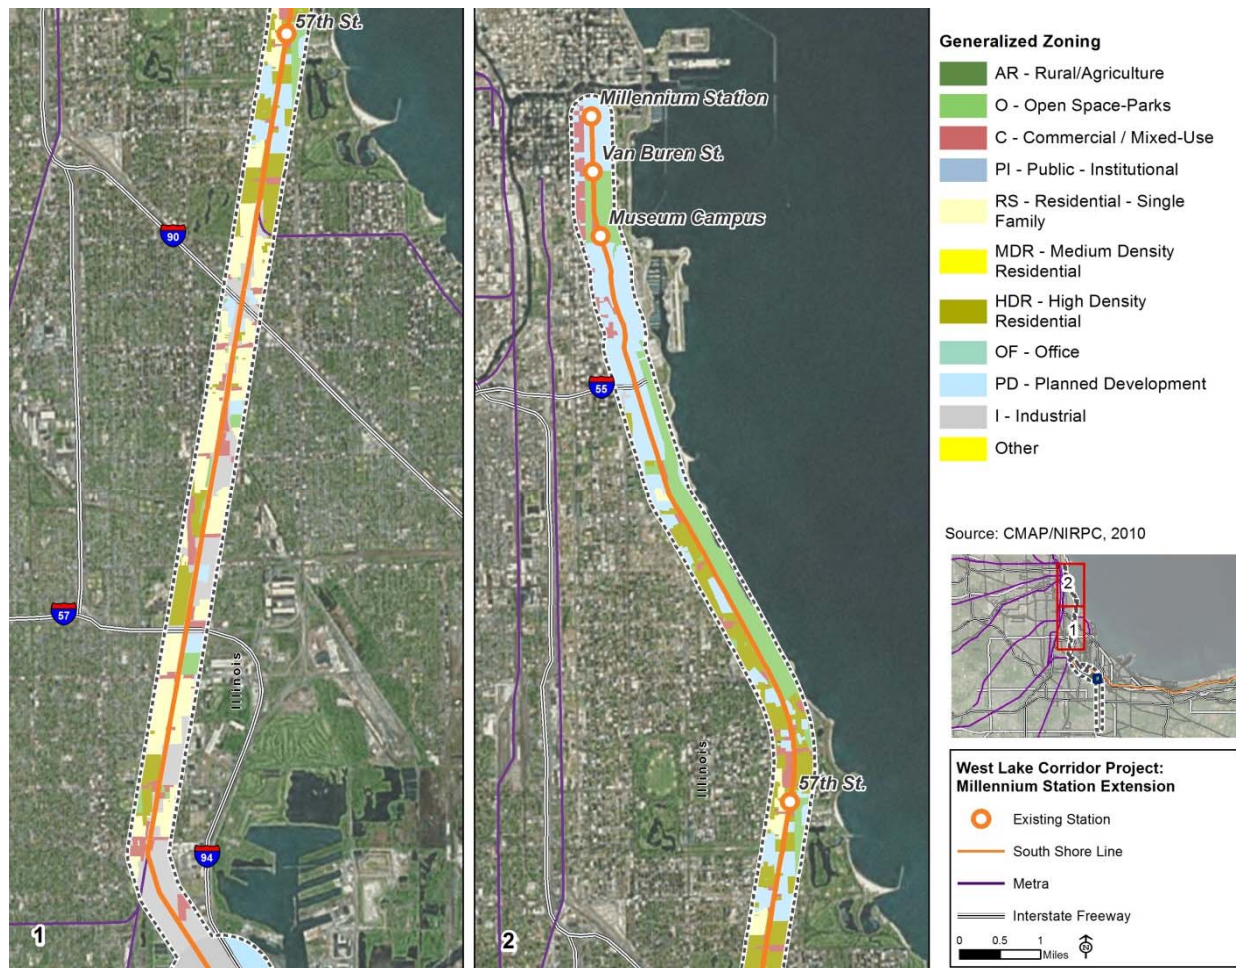 57th St.
90
57
Illinois
94
1
Millennium Station
Van Buren St.
Museum Campus
55
Illinois
57th St.
2
Generalized Zoning
AR - Rural/Agriculture
O - Open Space-Parks
C - Commercial / Mixed-Use
PI - Public - Institutional
RS - Residential - Single
Family
MDR - Medium Density
Residential
HDR - High Density
Residential
OF - Office
PD - Planned Development
I - Industrial
Other
Source: CMAP/NIRPC, 2010
2
1
West Lake Corridor Project:
Millennium Station Extension
Existing Station
South Shore Line
Metra
Interstate Freeway
0 0.5 1
Miles
N